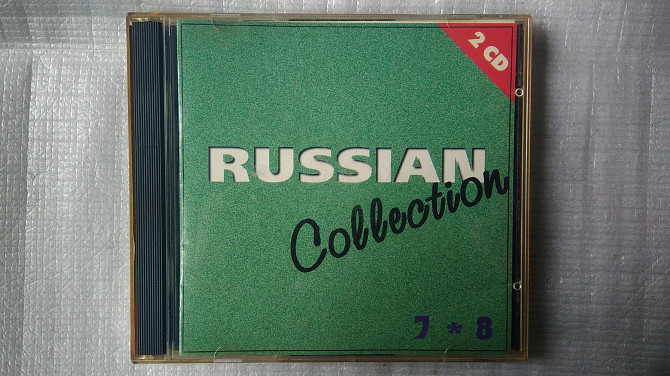 2 CD
RUSSIAN
Collection
7 * 8